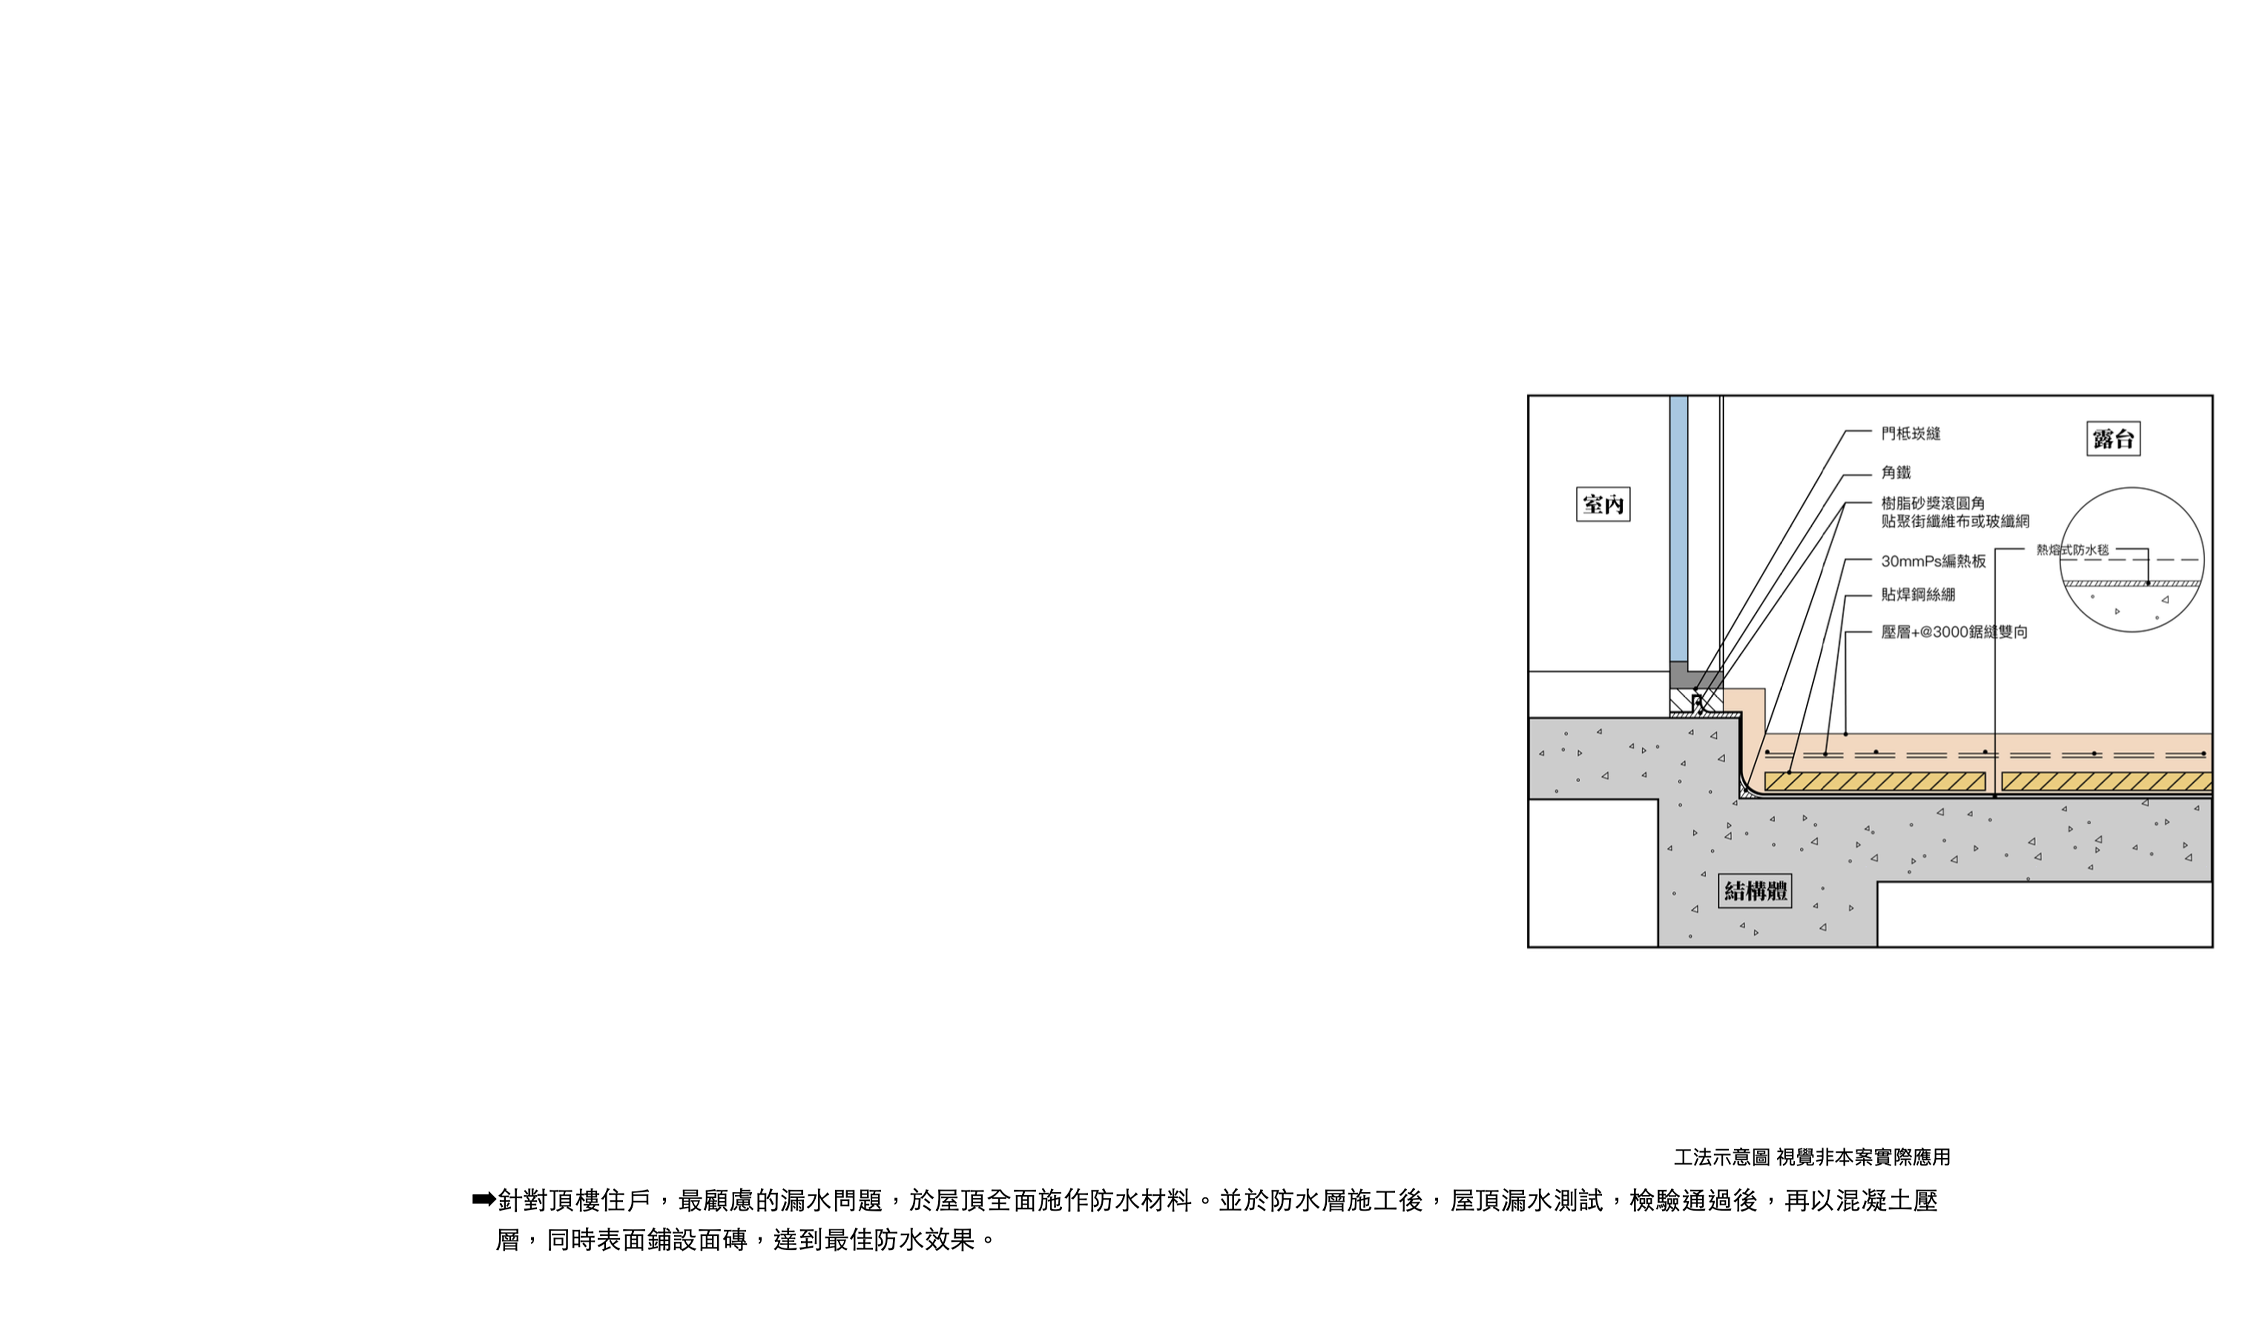 門柢崁縫
露台
角鐵
室內
樹脂砂獎滾圓角
贴聚街纖維布或玻纖網
熱熔式防水毯
30mmPs編熱板
貼焊鋼絲綳
壓層+@3000鋸縫雙向
結構體
工法示意圖 視覺非本案實際應用
➡針對頂樓住戶，最顧慮的漏水問題，於屋頂全面施作防水材料。並於防水層施工後，屋頂漏水測試，檢驗通過後，再以混凝土壓
層，同時表面鋪設面磚，達到最佳防水效果。